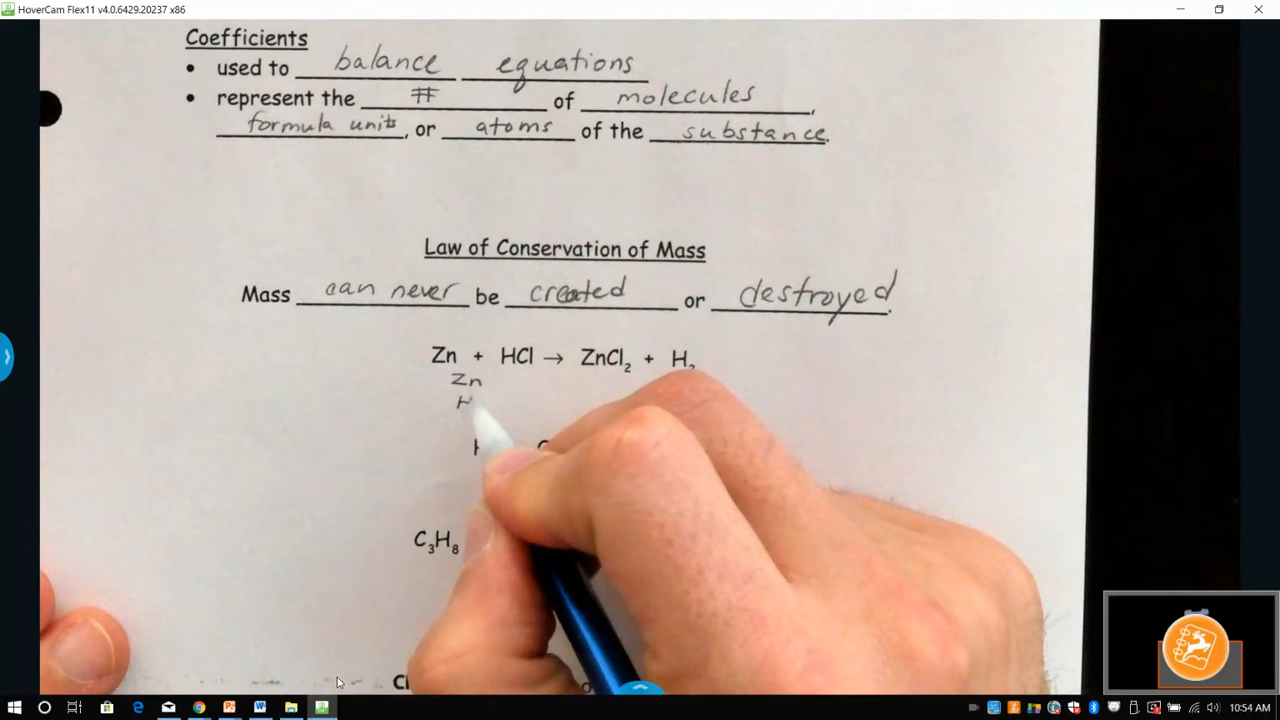 HoverCam Flex11 v4.0.6429.20237 x86
Coefficients
• used to balance equations
• represent the # of molecules,
formula units, or atoms of the substance.
Law of Conservation of Mass
Mass can never be created or destroyed.
Zn + HCl → ZnCl₂ + H₂
Zn
H
C₃H₈
10:54 AM